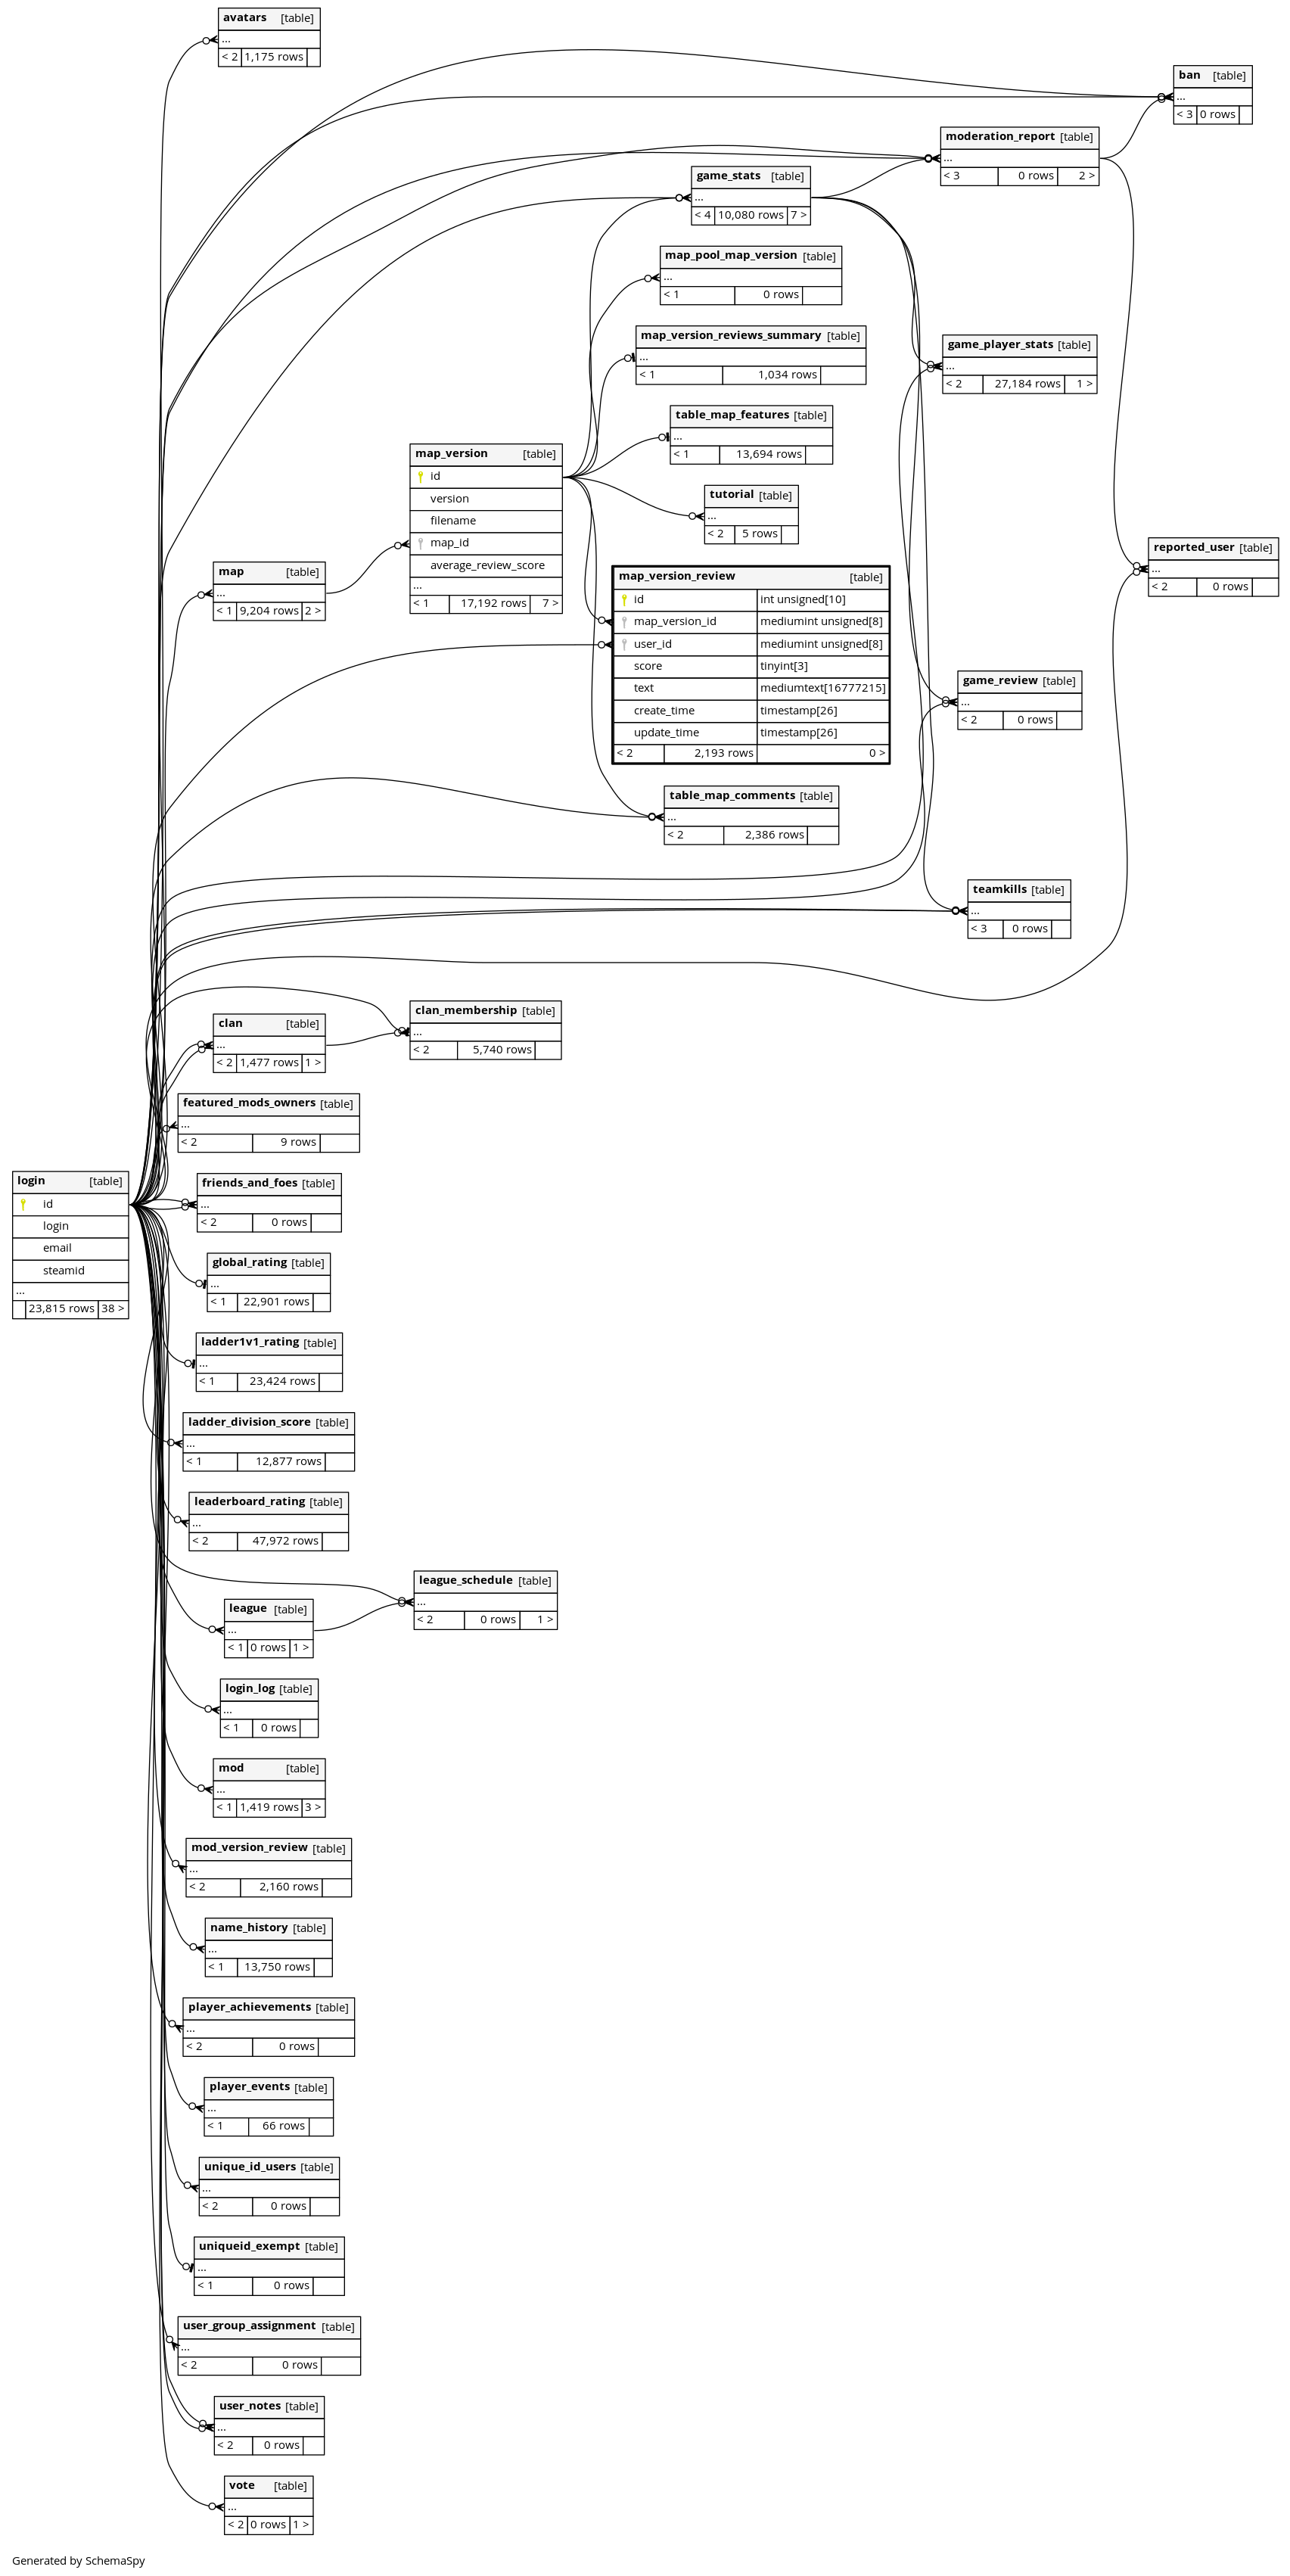 avatars [table]
...
< 2 1,175 rows
ban [table]
...
< 3 0 rows
moderation_report [table]
...
< 3 0 rows 2 >
game_stats [table]
...
< 4 10,080 rows 7 >
map_pool_map_version [table]
...
< 1 0 rows
map_version_reviews_summary [table]
...
< 1 1,034 rows
game_player_stats [table]
...
< 2 27,184 rows 1 >
table_map_features [table]
...
< 1 13,694 rows
map_version [table]
id
version
filename
map_id
average_review_score
...
< 1 17,192 rows 7 >
tutorial [table]
...
< 2 5 rows
reported_user [table]
...
< 2 0 rows
map [table]
...
< 1 9,204 rows 2 >
map_version_review [table]
id int unsigned[10]
map_version_id mediumint unsigned[8]
user_id mediumint unsigned[8]
score tinyint[3]
text mediumtext[16777215]
create_time timestamp[26]
update_time timestamp[26]
< 2 2,193 rows 0 >
game_review [table]
...
< 2 0 rows
table_map_comments [table]
...
< 2 2,386 rows
teamkills [table]
...
< 3 0 rows
clan_membership [table]
...
< 2 5,740 rows
clan [table]
...
< 2 1,477 rows 1 >
featured_mods_owners [table]
...
< 2 9 rows
login [table]
id
login
email
steamid
...
23,815 rows 38 >
friends_and_foes [table]
...
< 2 0 rows
global_rating [table]
...
< 1 22,901 rows
ladder1v1_rating [table]
...
< 1 23,424 rows
ladder_division_score [table]
...
< 1 12,877 rows
leaderboard_rating [table]
...
< 2 47,972 rows
league_schedule [table]
...
< 2 0 rows 1 >
league [table]
...
< 1 0 rows 1 >
login_log [table]
...
< 1 0 rows
mod [table]
...
< 1 1,419 rows 3 >
mod_version_review [table]
...
< 2 2,160 rows
name_history [table]
...
< 1 13,750 rows
player_achievements [table]
...
< 2 0 rows
player_events [table]
...
< 1 66 rows
unique_id_users [table]
...
< 2 0 rows
uniqueid_exempt [table]
...
< 1 0 rows
user_group_assignment [table]
...
< 2 0 rows
user_notes [table]
...
< 2 0 rows
vote [table]
...
< 2 0 rows 1 >
Generated by SchemaSpy